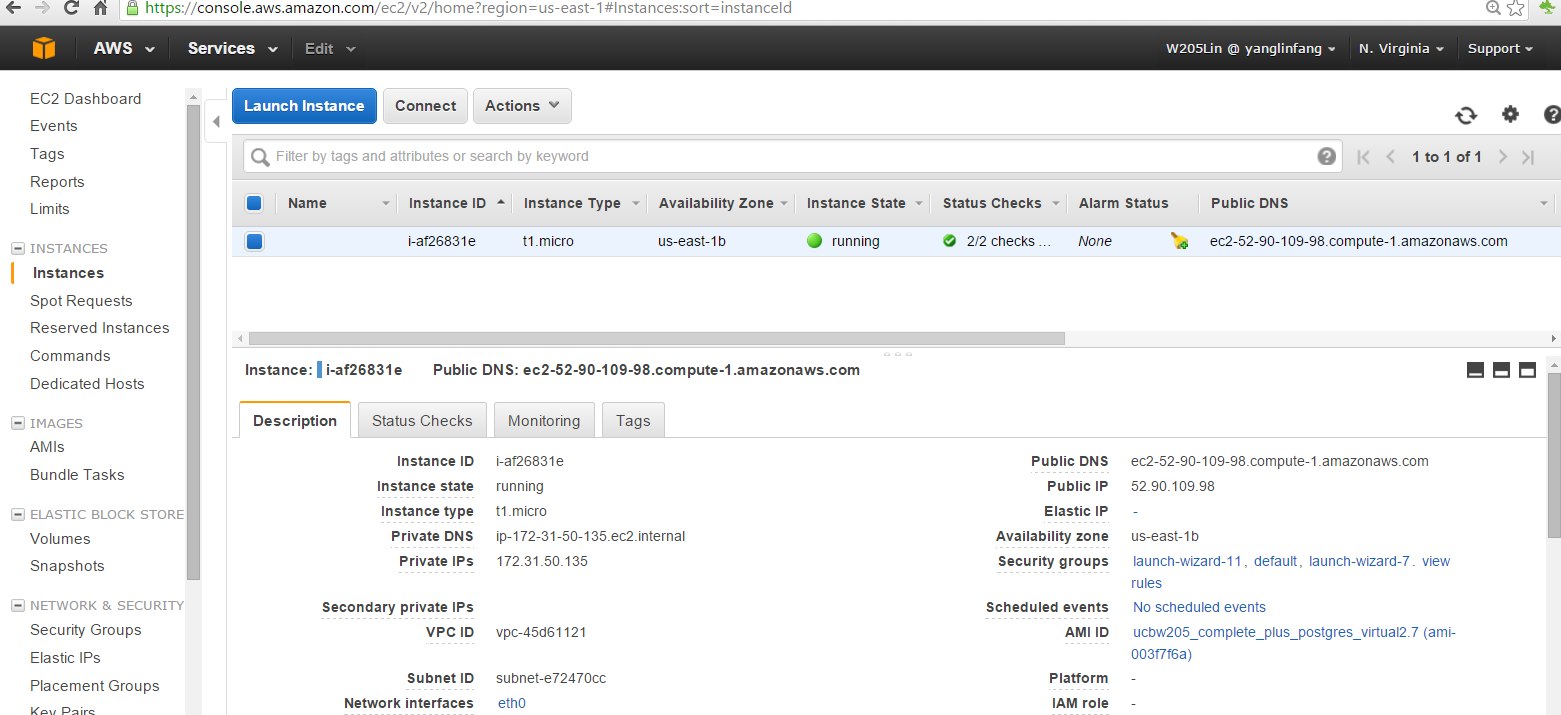 https://console.aws.amazon.com/ec2/v2/home?region=us-east-1#Instances:sort=instanceId
AWS Services Edit W205Lin @ yanglinfang N. Virginia Support
EC2 Dashboard
Events
Tags
Reports
Limits
INSTANCES
Instances
Spot Requests
Reserved Instances
Commands
Dedicated Hosts
IMAGES
AMIs
Bundle Tasks
ELASTIC BLOCK STORE
Volumes
Snapshots
NETWORK & SECURITY
Security Groups
Elastic IPs
Placement Groups
Key Pairs
Launch Instance Connect Actions
Filter by tags and attributes or search by keyword 1 to 1 of 1
Name Instance ID Instance Type Availability Zone Instance State Status Checks Alarm Status Public DNS
i-af26831e t1.micro us-east-1b running 2/2 checks ... None ec2-52-90-109-98.compute-1.amazonaws.com
Instance: i-af26831e Public DNS: ec2-52-90-109-98.compute-1.amazonaws.com
Description Status Checks Monitoring Tags
Instance ID i-af26831e
Instance state running
Instance type t1.micro
Private DNS ip-172-31-50-135.ec2.internal
Private IPs 172.31.50.135
Secondary private IPs
VPC ID vpc-45d61121
Subnet ID subnet-e72470cc
Network interfaces eth0
Public DNS ec2-52-90-109-98.compute-1.amazonaws.com
Public IP 52.90.109.98
Elastic IP -
Availability zone us-east-1b
Security groups launch-wizard-11, default, launch-wizard-7. view
rules
Scheduled events No scheduled events
AMI ID ucbw205_complete_plus_postgres_virtual2.7 (ami-
003f7f6a)
Platform -
IAM role -